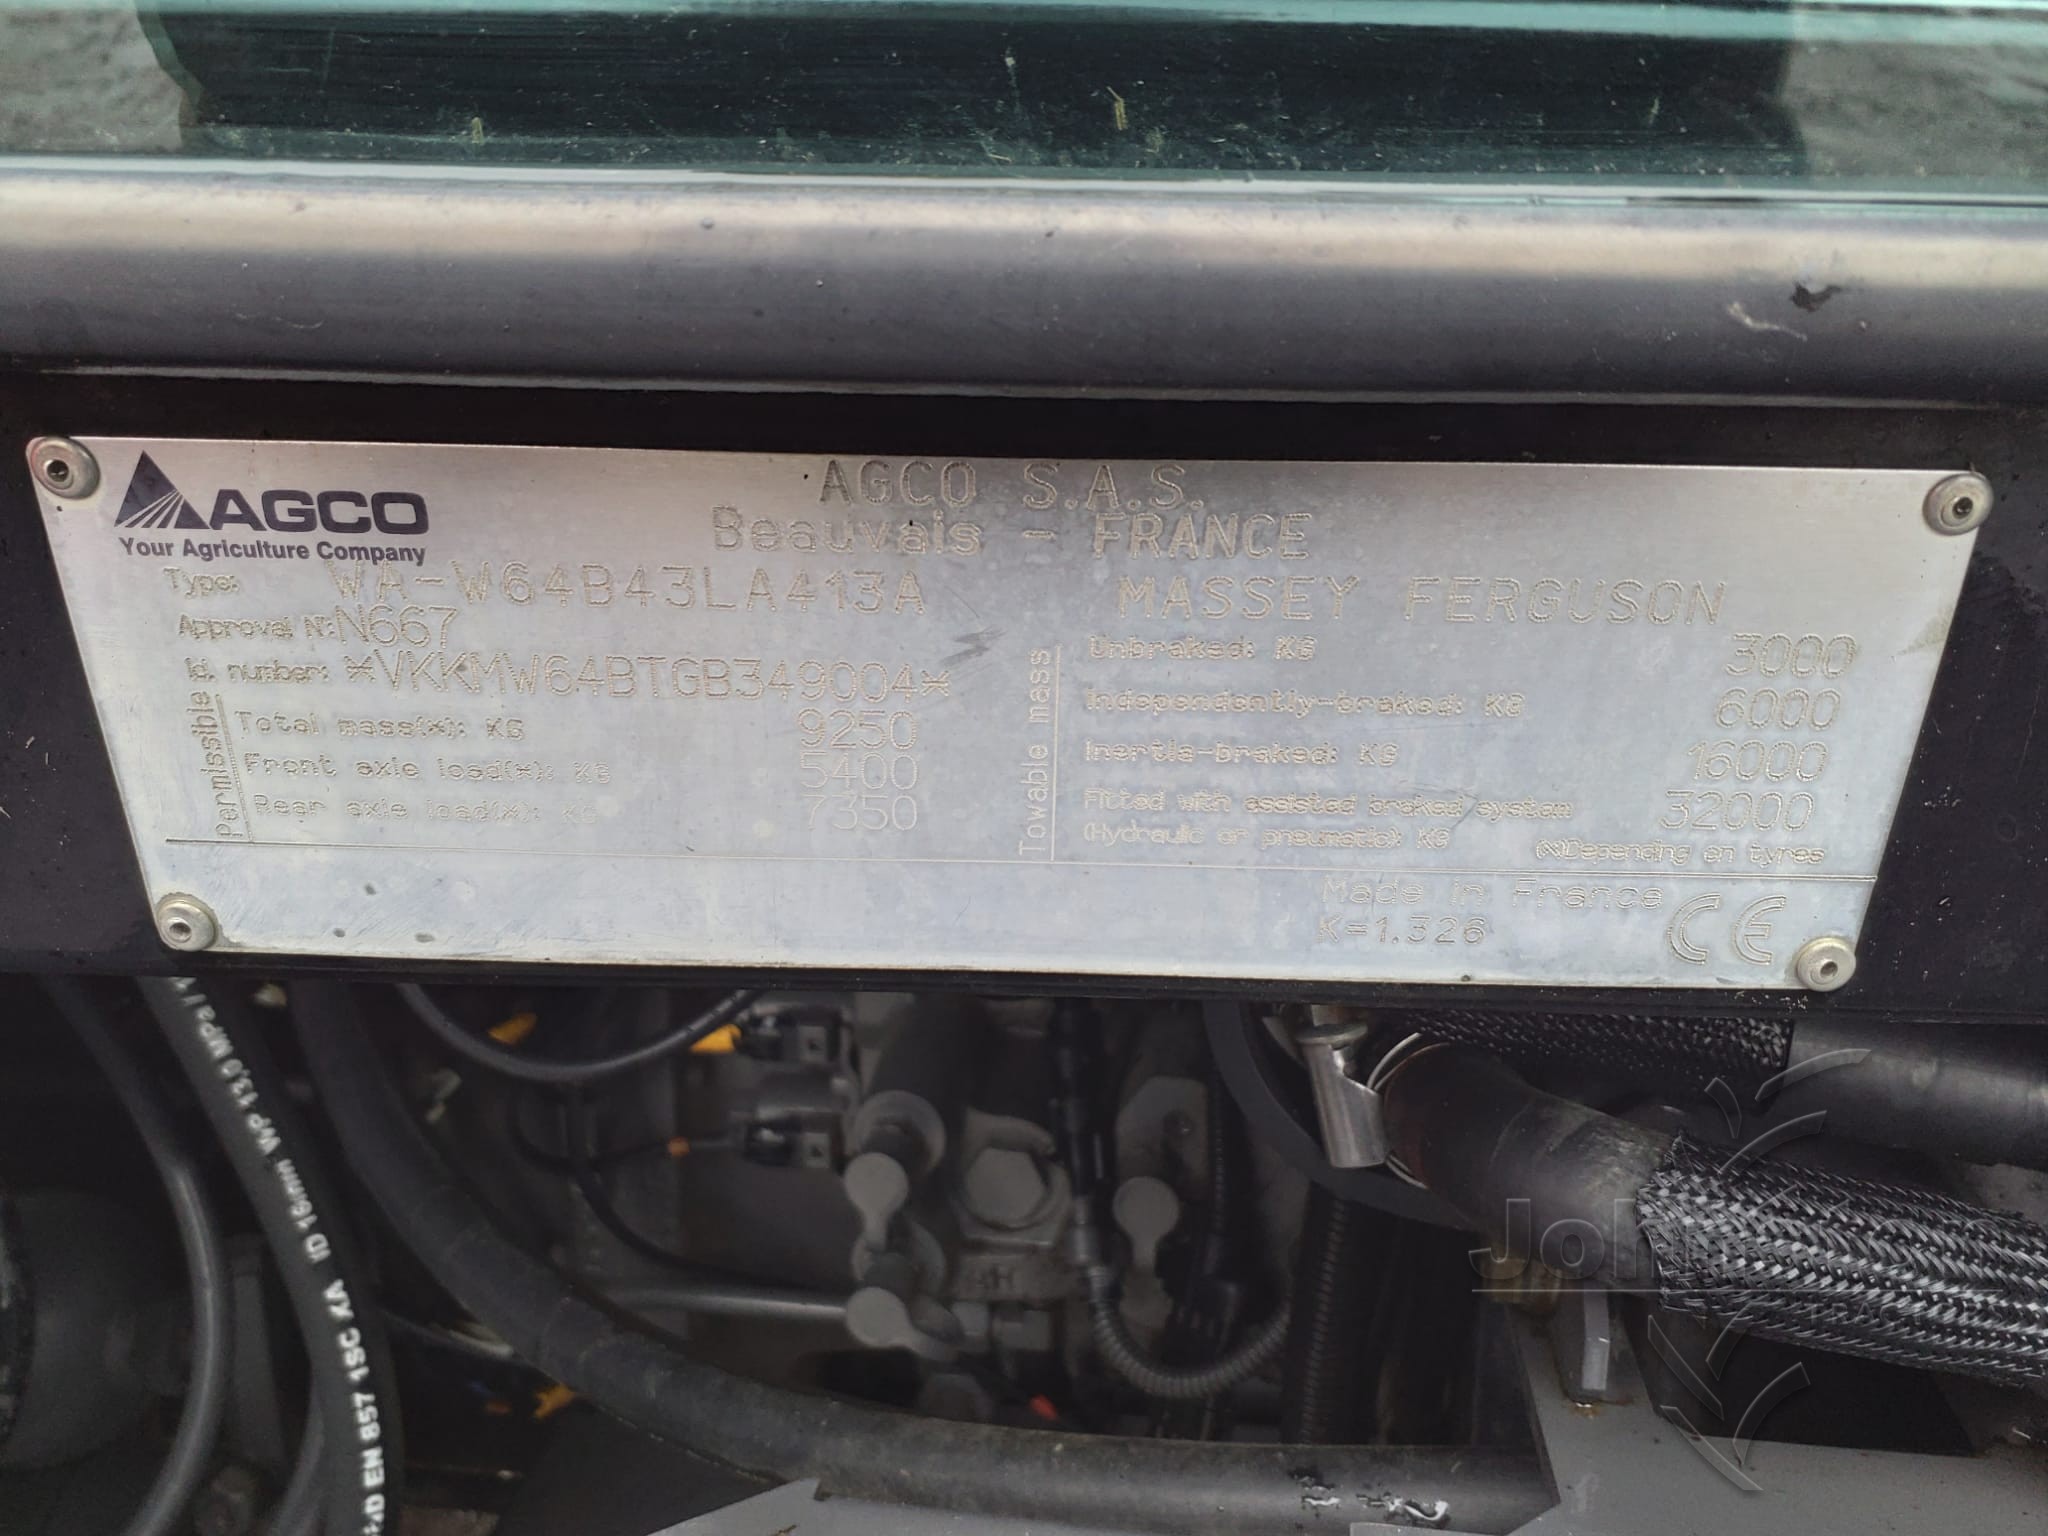 AGCO
Your Agriculture Company
AGCO S.A.S.
Beauvais - FRANCE
Type: WA-W64B43LA413A MASSEY FERGUSON
Approval N°: N667
Id. number: *VKKMW64BTGB349004*
Permissible
Total mass(*): KG 9250
Front axle load(*): KG 5400
Rear axle load(*): KG 7350
Towable mass
Unbraked: KG 3000
Independently-braked: KG 6000
Inertia-braked: KG 16000
Fitted with assisted braked system 32000
(Hydraulic or pneumatic): KG
(*)Depending on tyres
Made in France
K=1.326
CE
EN 857 1SC XA ID 16mm WP 13,0 MPa/